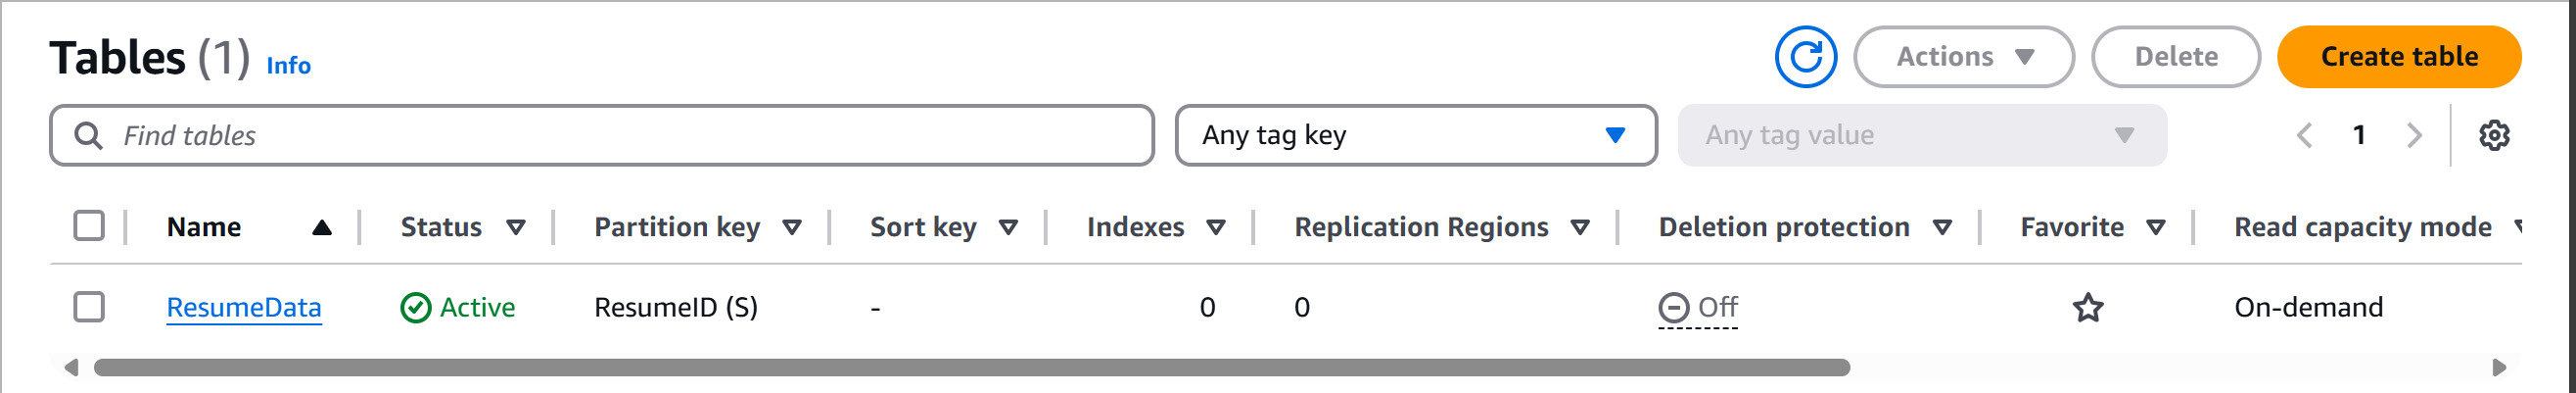 Tables (1) Info
Actions
Delete
Create table
Find tables
Any tag key
Any tag value
1
Name Status Partition key Sort key Indexes Replication Regions Deletion protection Favorite Read capacity mode
ResumeData Active ResumeID (S) - 0 0 Off On-demand